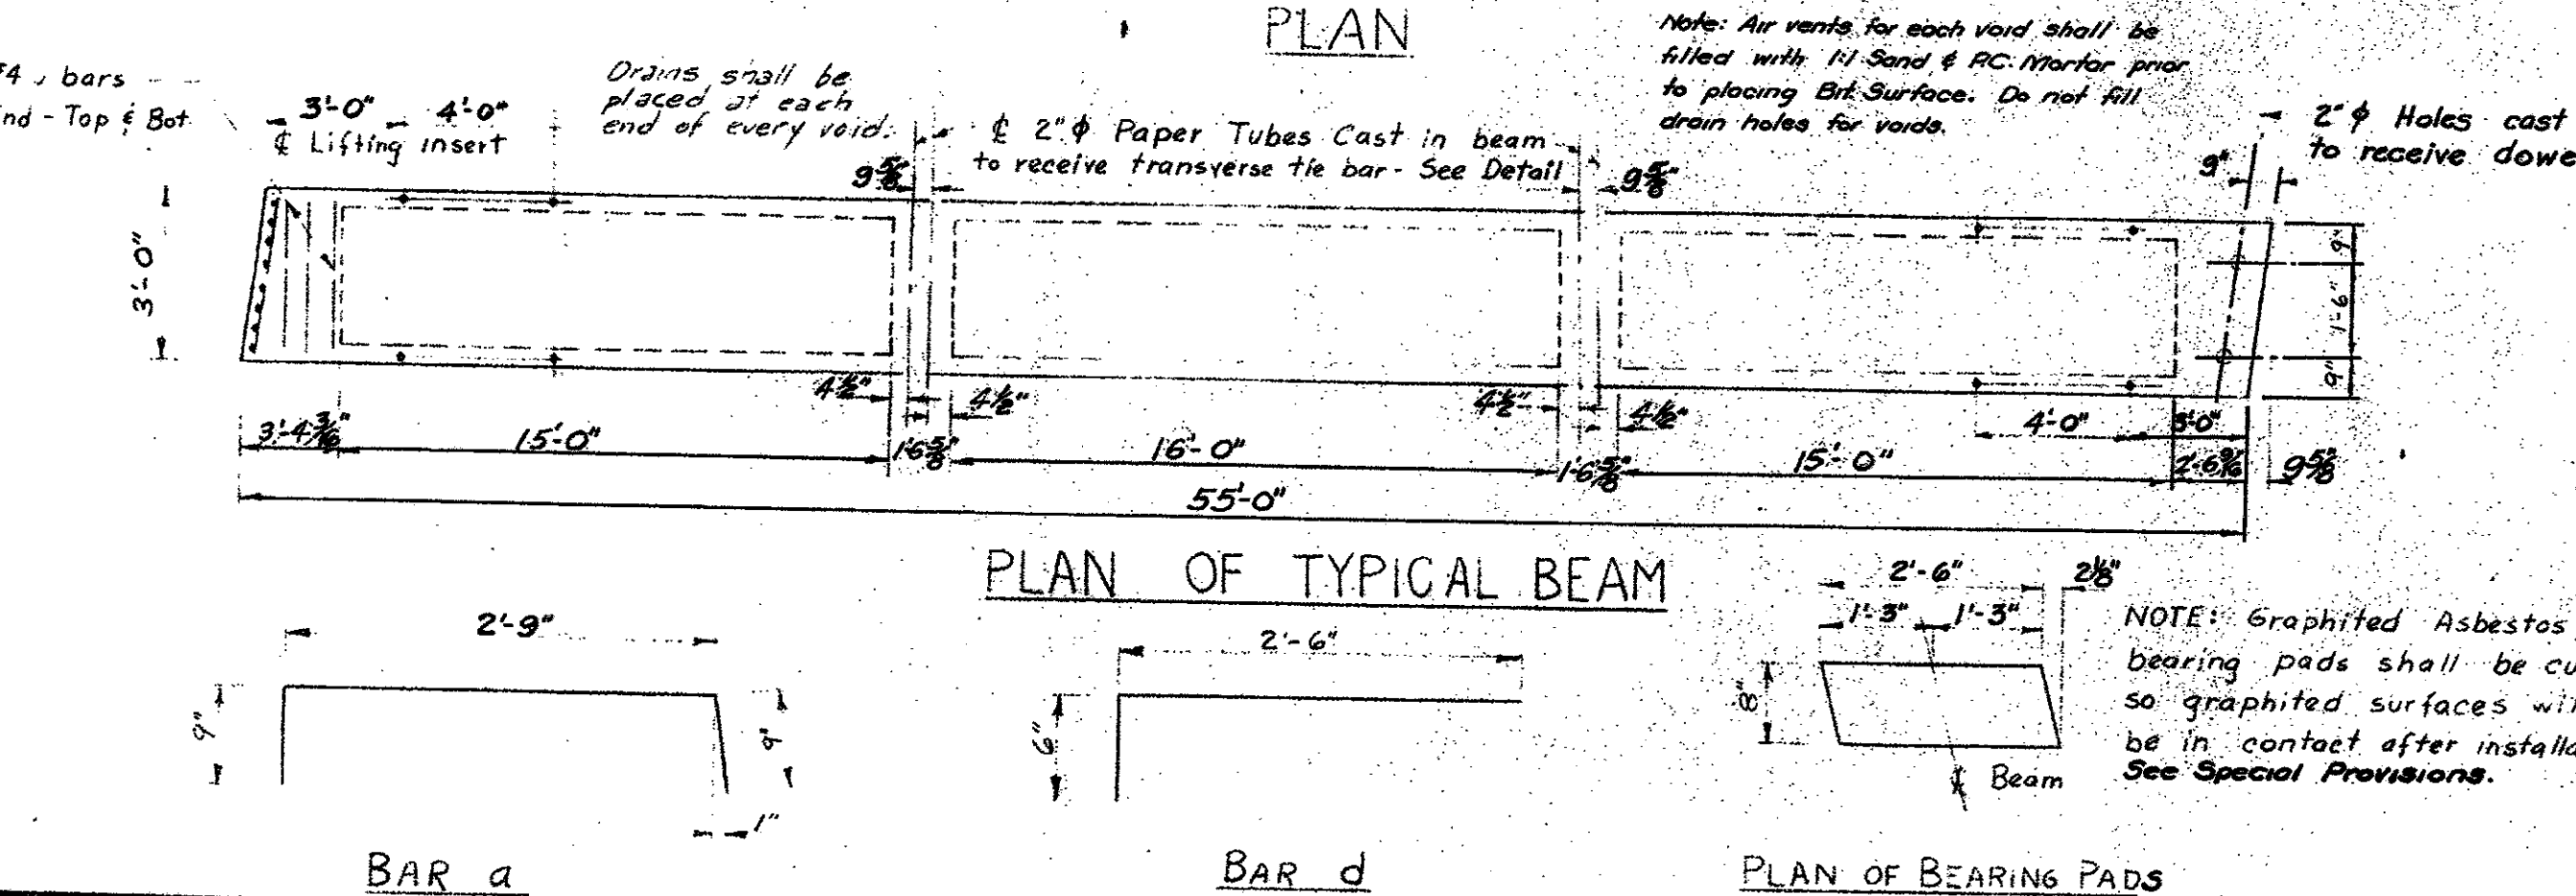 PLAN
Note: Air vents for each void shall be
filled with 1:1 Sand & P.C. Mortar prior
to placing Bit. Surface. Do not fill
drain holes for voids.
#4 bars
End - Top & Bot.
3'-0" 4'-0"
℄ Lifting insert
Drains shall be
placed at each
end of every void.
9⅝"
℄ 2"ϕ Paper Tubes Cast in beam
to receive transverse tie bar - See Detail
9⅝"
9"
2"ϕ Holes cast
to receive dowe
3'-0"
9"
1'-6"
9"
4½" 4½" 4½" 4½"
4'-0" 3'-0"
3'-4 3/16" 15'-0" 1'-6⅝" 16'-0" 1'-6⅝" 15'-0" 2'-6 9/16" 9⅝"
55'-0"
PLAN OF TYPICAL BEAM
2'-9"
9"
9"
1"
BAR a
2'-6"
6"
BAR d
2'-6" 2⅛"
1'-3" 1'-3"
8"
℄ Beam
PLAN OF BEARING PADS
NOTE: Graphited Asbestos
bearing pads shall be cu
so graphited surfaces wil
be in contact after installa
See Special Provisions.